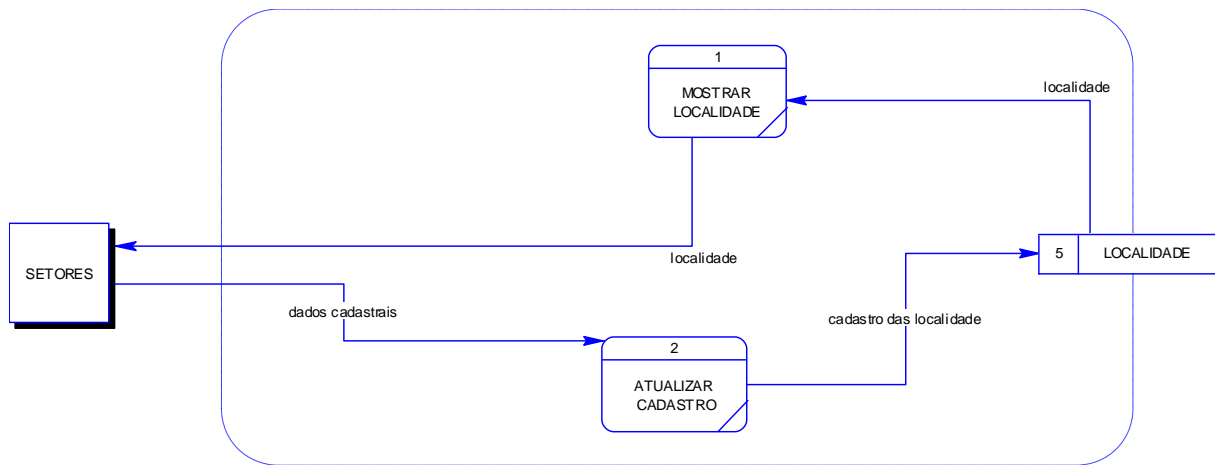 1
MOSTRAR
LOCALIDADE
localidade
SETORES
localidade
5
LOCALIDADE
dados cadastrais
cadastro das localidade
2
ATUALIZAR
CADASTRO